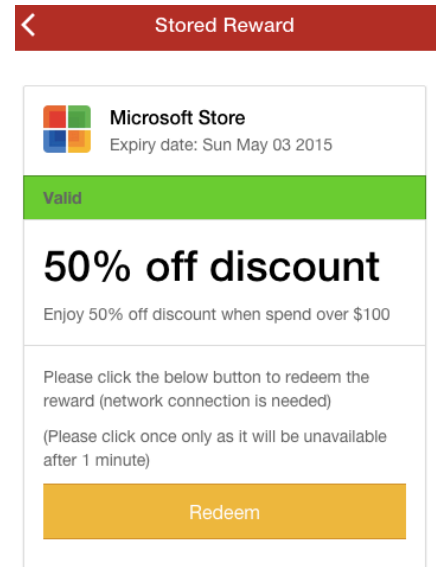 Stored Reward
Microsoft Store
Expiry date: Sun May 03 2015
Valid
50% off discount
Enjoy 50% off discount when spend over $100
Please click the below button to redeem the
reward (network connection is needed)
(Please click once only as it will be unavailable
after 1 minute)
Redeem